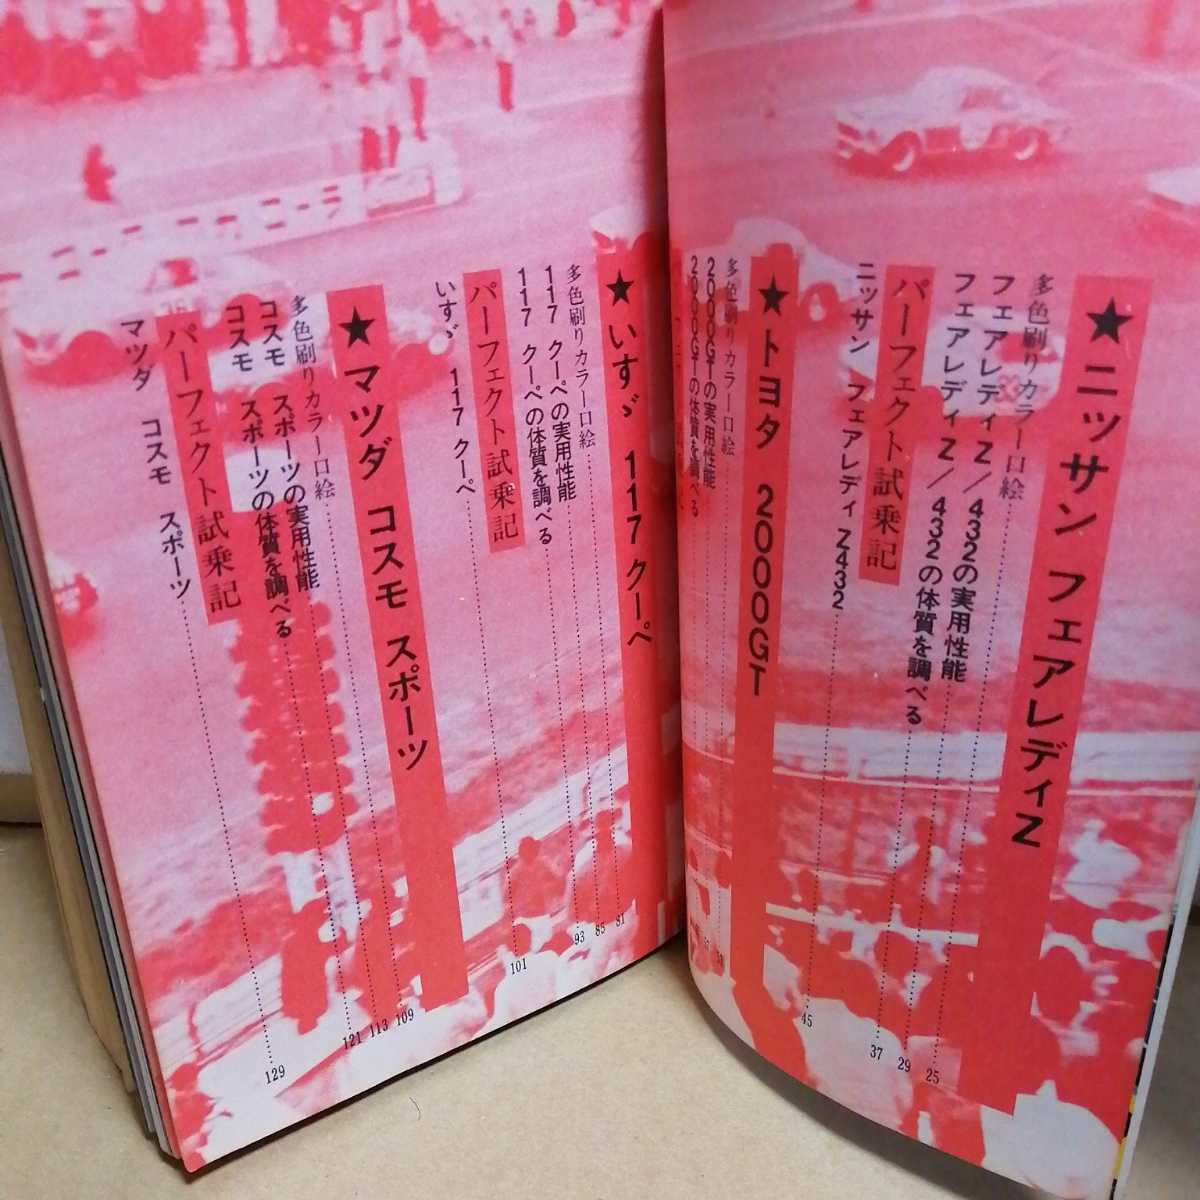 ★ニッサン フェアレディZ
多色刷りカラー口絵 25
フェアレディZ/432の実用性能 29
フェアレディZ/432の体質を調べる 37
パーフェクト試乗記
ニッサン フェアレディZ432 45
★トヨタ 2000GT
多色刷りカラー口絵
2000GTの実用性能
2000GTの体質を調べる
★いすゞ 117クーペ
多色刷りカラー口絵 81
117 クーペの実用性能 85
117 クーペの体質を調べる 93
パーフェクト試乗記
いすゞ 117クーペ 101
★マツダ コスモ スポーツ
多色刷りカラー口絵 109
コスモ スポーツの実用性能 113
コスモ スポーツの体質を調べる 121
パーフェクト試乗記
マツダ コスモ スポーツ 129